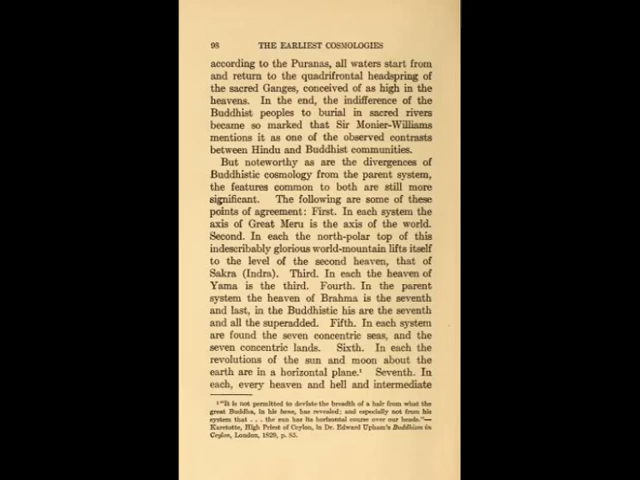 98 THE EARLIEST COSMOLOGIES
according to the Puranas, all waters start from
and return to the quadrifrontal headspring of
the sacred Ganges, conceived of as high in the
heavens. In the end, the indifference of the
Buddhist peoples to burial in sacred rivers
became so marked that Sir Monier-Williams
mentions it as one of the observed contrasts
between Hindu and Buddhist communities.
But noteworthy as are the divergences of
Buddhistic cosmology from the parent system,
the features common to both are still more
significant. The following are some of these
points of agreement: First. In each system the
axis of Great Meru is the axis of the world.
Second. In each the north-polar top of this
indescribably glorious world-mountain lifts itself
to the level of the second heaven, that of
Sakra (Indra). Third. In each the heaven of
Yama is the third. Fourth. In the parent
system the heaven of Brahma is the seventh
and last, in the Buddhistic his are the seventh
and all the superadded. Fifth. In each system
are found the seven concentric seas, and the
seven concentric lands. Sixth. In each the
revolutions of the sun and moon about the
earth are in a horizontal plane.¹ Seventh. In
each, every heaven and hell and intermediate
¹ "It is not permitted to deviate the breadth of a hair from what the
great Buddha, in his bana, has revealed; and especially not from his
system that . . . the sun has its horizontal course over our heads."—
Karetotte, High Priest of Ceylon, in Dr. Edward Upham's Buddhism in
Ceylon, London, 1829, p. 85.